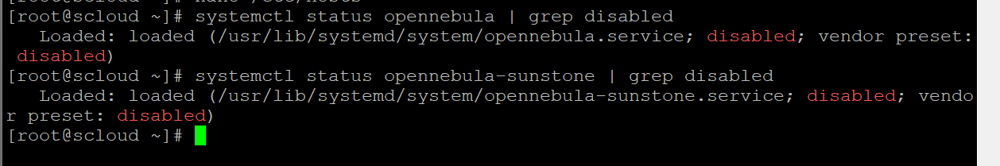 [root@scloud ~]# systemctl status opennebula | grep disabled
   Loaded: loaded (/usr/lib/systemd/system/opennebula.service; disabled; vendor preset:
 disabled)
[root@scloud ~]# systemctl status opennebula-sunstone | grep disabled
   Loaded: loaded (/usr/lib/systemd/system/opennebula-sunstone.service; disabled; vendo
r preset: disabled)
[root@scloud ~]#